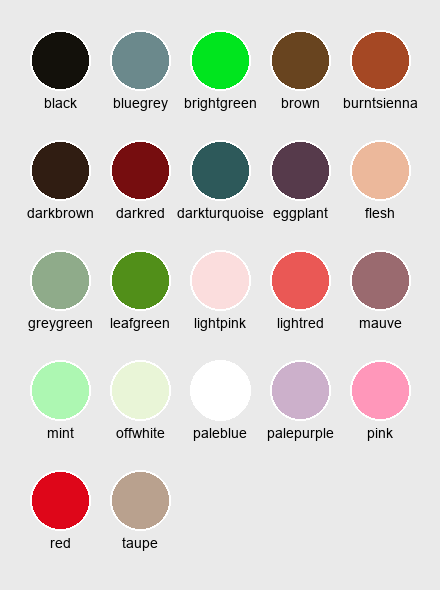 black bluegrey brightgreen brown burntsienna
darkbrown darkred darkturquoise eggplant flesh
greygreen leafgreen lightpink lightred mauve
mint offwhite paleblue palepurple pink
red taupe